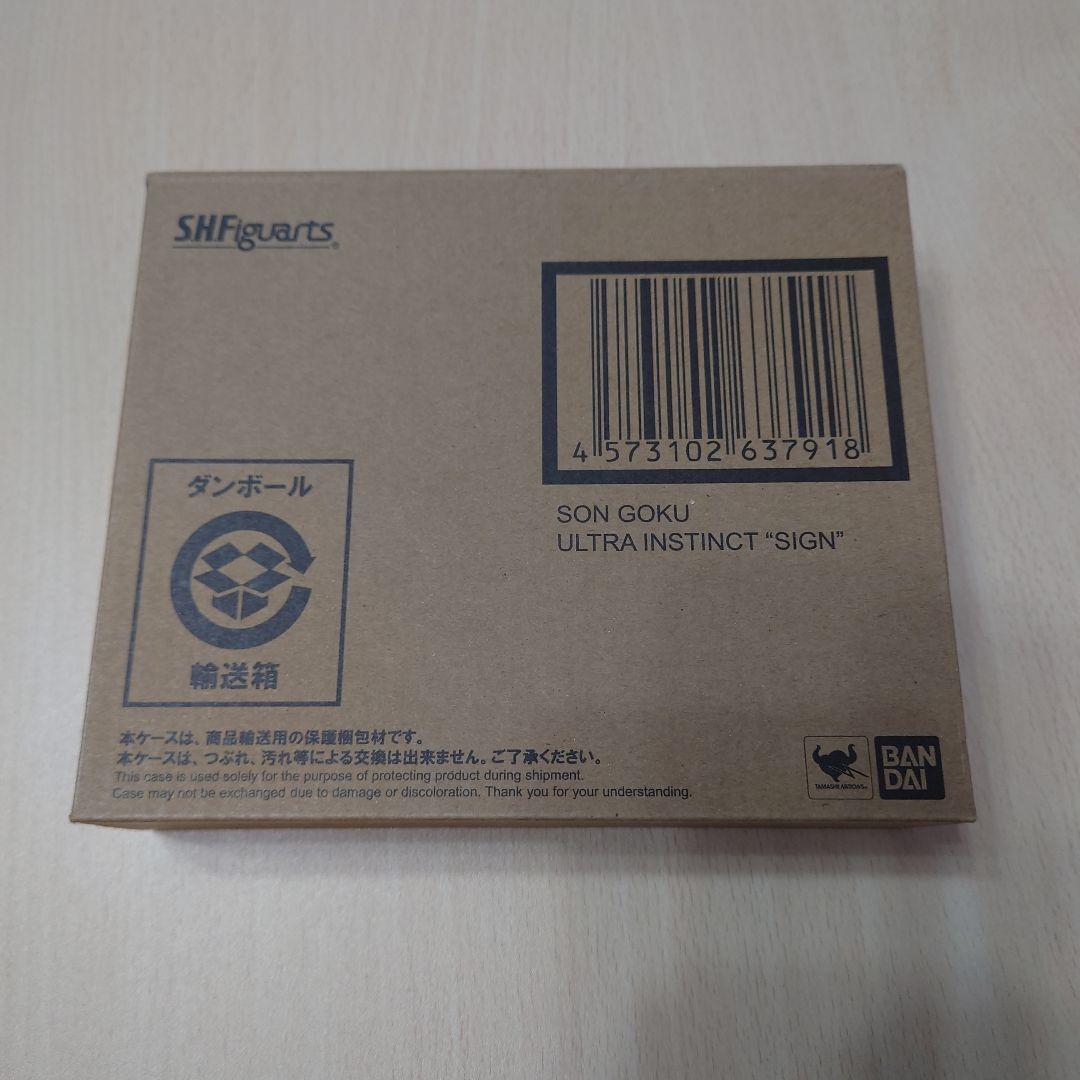 S.H.Figuarts®
4 573102 637918
SON GOKU
ULTRA INSTINCT “SIGN”
ダンボール
輸送箱
本ケースは、商品輸送用の保護梱包材です。
本ケースは、つぶれ、汚れ等による交換は出来ません。ご了承ください。
This case is used solely for the purpose of protecting product during shipment.
Case may not be exchanged due to damage or discoloration. Thank you for your understanding.
TAMASHII NATIONS
BAN
DAI